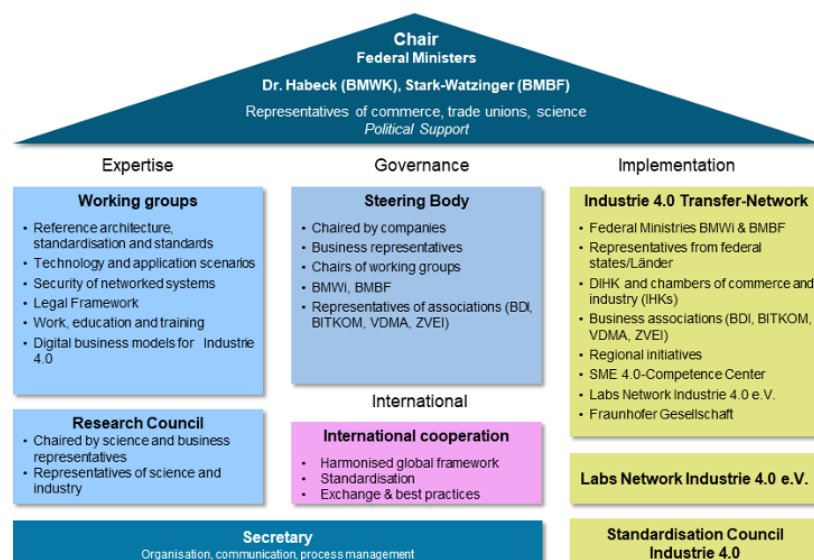 Chair
Federal Ministers
Dr. Habeck (BMWK), Stark-Watzinger (BMBF)
Representatives of commerce, trade unions, science
Political Support
Expertise
Working groups
• Reference architecture,
standardisation and standards
• Technology and application scenarios
• Security of networked systems
• Legal Framework
• Work, education and training
• Digital business models for Industrie
4.0
Research Council
• Chaired by science and business
representatives
• Representatives of science and
industry
Governance
Steering Body
• Chaired by companies
• Business representatives
• Chairs of working groups
• BMWi, BMBF
• Representatives of associations (BDI,
BITKOM, VDMA, ZVEI)
International
International cooperation
• Harmonised global framework
• Standardisation
• Exchange & best practices
Implementation
Industrie 4.0 Transfer-Network
• Federal Ministries BMWi & BMBF
• Representatives from federal
states/Länder
• DIHK and chambers of commerce and
industry (IHKs)
• Business associations (BDI, BITKOM,
VDMA, ZVEI)
• Regional initiatives
• SME 4.0-Competence Center
• Labs Network Industrie 4.0 e.V.
• Fraunhofer Gesellschaft
Labs Network Industrie 4.0 e.V.
Secretary
Organisation, communication, process management
Standardisation Council
Industrie 4.0